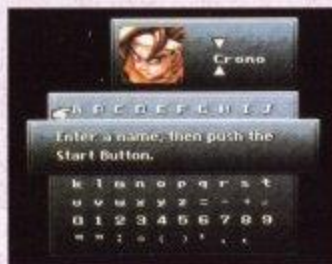 Crono
A B C D E F G H I J
Enter a name, then push the
Start Button.
k l m n o p q r s t
u v w x y z = - + .
0 1 2 3 4 5 6 7 8 9